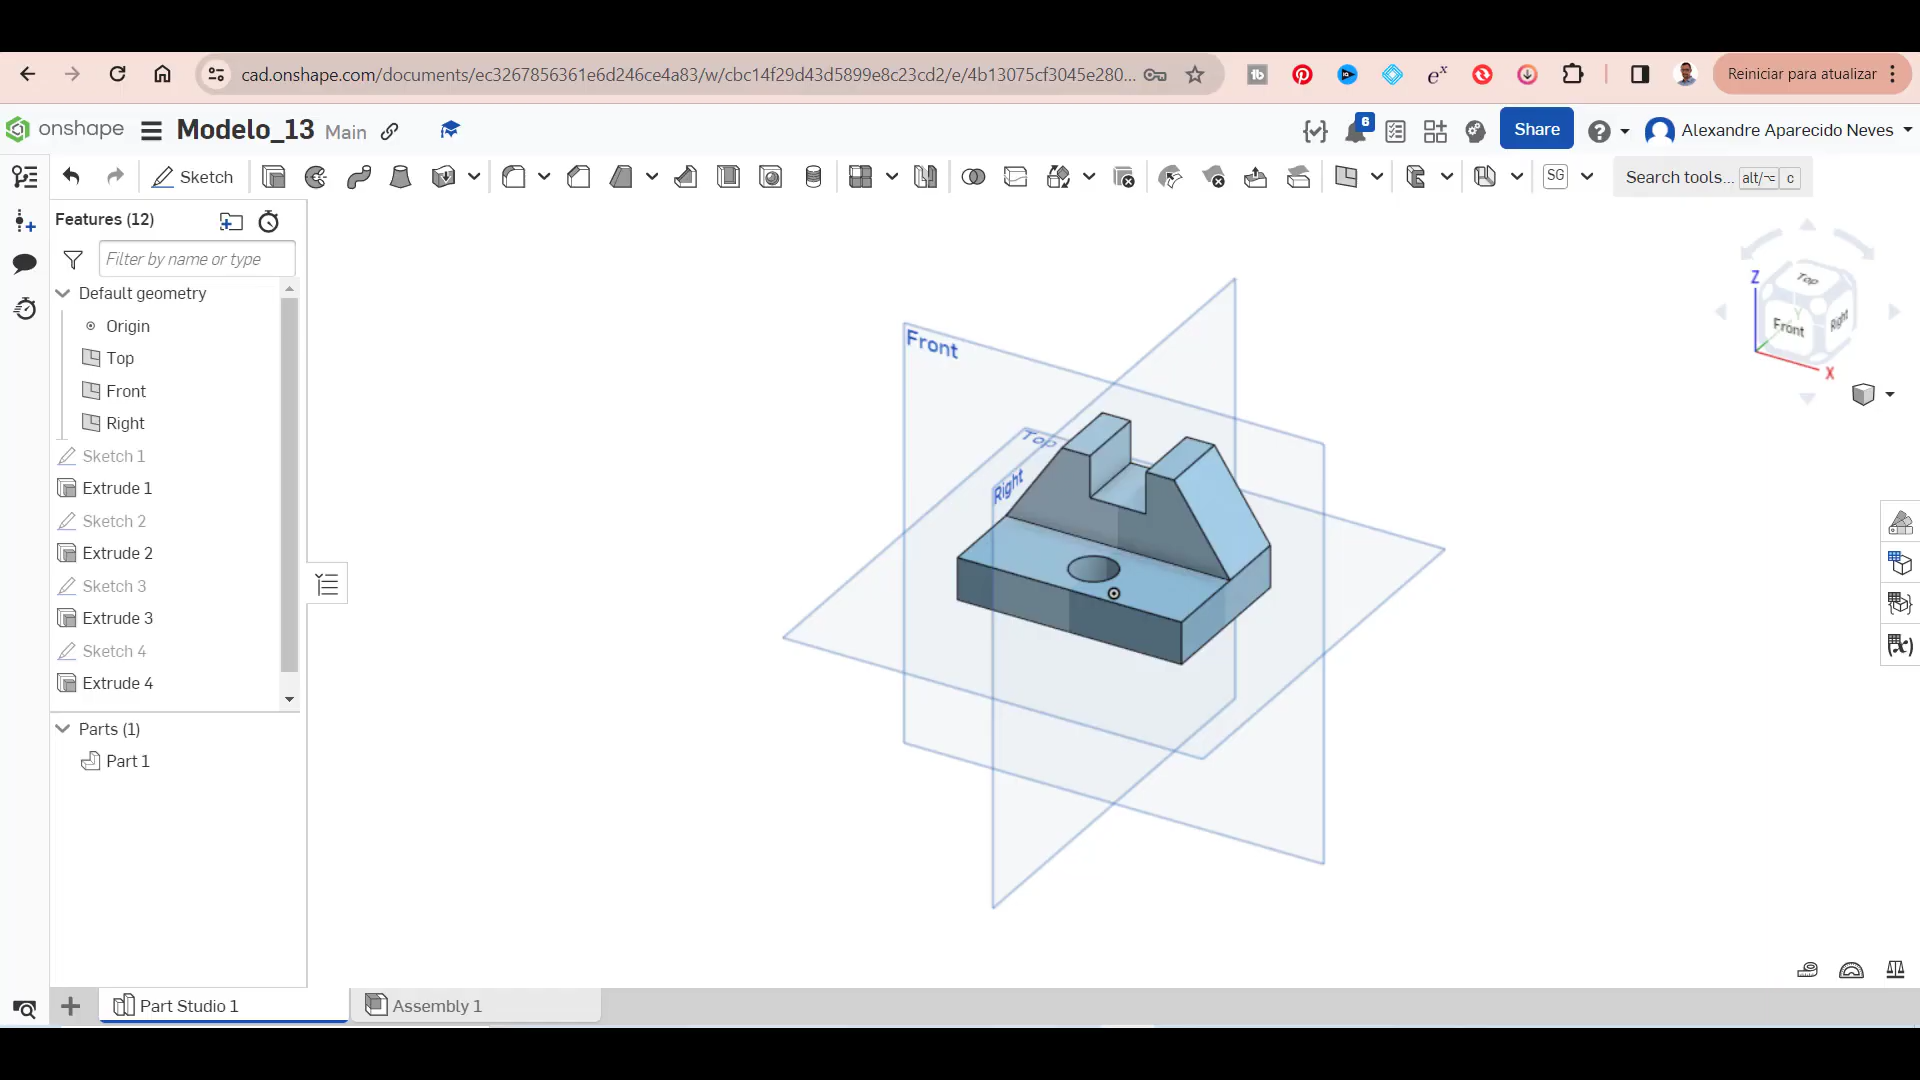 cad.onshape.com/documents/ec3267856361e6d246ce4a83/w/cbc14f29d43d5899e8c23cd2/e/4b13075cf3045e280...
Reiniciar para atualizar
onshape Modelo_13 Main
6
Share
Alexandre Aparecido Neves
Sketch
SG
Search tools... alt/⌥ c
Features (12)
Filter by name or type
Default geometry
Origin
Top
Front
Right
Sketch 1
Extrude 1
Sketch 2
Extrude 2
Sketch 3
Extrude 3
Sketch 4
Extrude 4
Parts (1)
Part 1
Front
Top
Right
Z
Top
Front
Right
Y
X
Part Studio 1
Assembly 1